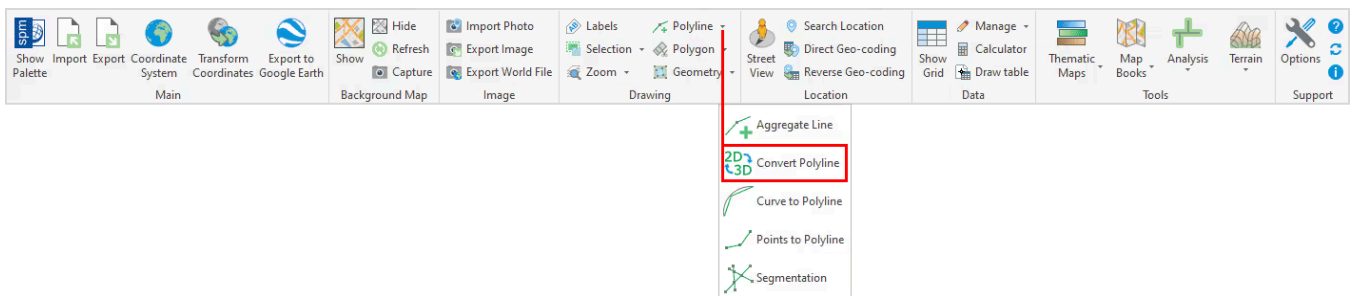 spm
Show Palette
Import
Export
Coordinate System
Transform Coordinates
Export to Google Earth
Main
Show
Hide
Refresh
Capture
Background Map
Import Photo
Export Image
Export World File
Image
Labels
Selection
Zoom
Polyline
Polygon
Geometry
Drawing
Street View
Search Location
Direct Geo-coding
Reverse Geo-coding
Location
Show Grid
Manage
Calculator
Draw table
Data
Thematic Maps
Map Books
Analysis
Terrain
Tools
Options
Support
Aggregate Line
2D 3D
Convert Polyline
Curve to Polyline
Points to Polyline
Segmentation